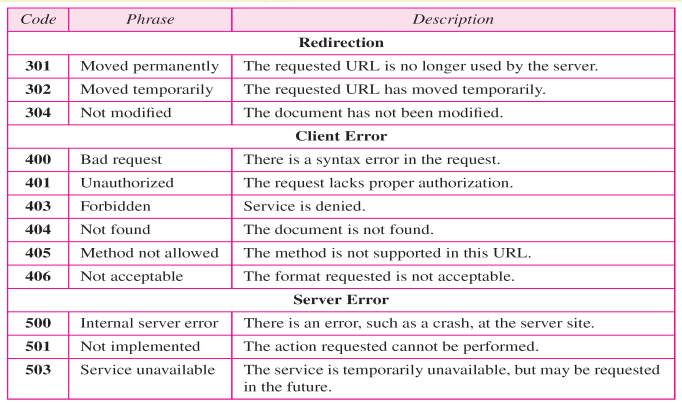 Code Phrase Description
Redirection
301 Moved permanently The requested URL is no longer used by the server.
302 Moved temporarily The requested URL has moved temporarily.
304 Not modified The document has not been modified.
Client Error
400 Bad request There is a syntax error in the request.
401 Unauthorized The request lacks proper authorization.
403 Forbidden Service is denied.
404 Not found The document is not found.
405 Method not allowed The method is not supported in this URL.
406 Not acceptable The format requested is not acceptable.
Server Error
500 Internal server error There is an error, such as a crash, at the server site.
501 Not implemented The action requested cannot be performed.
503 Service unavailable The service is temporarily unavailable, but may be requested
in the future.